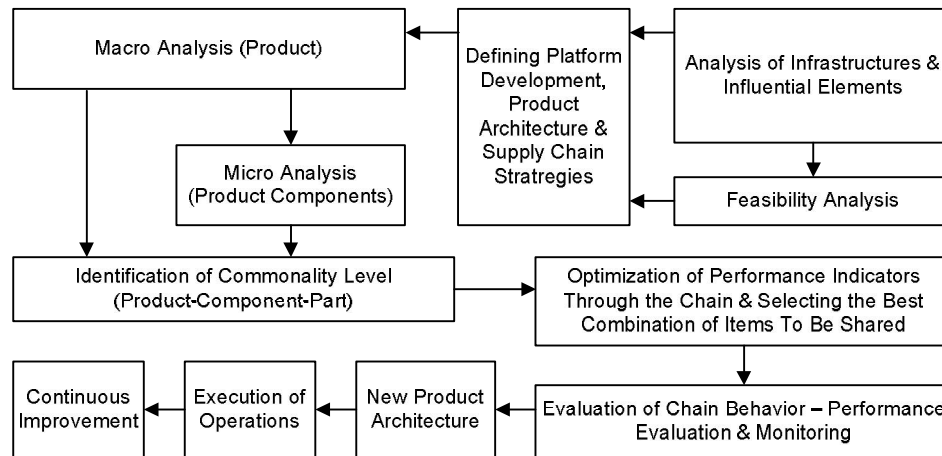 Macro Analysis (Product)
Defining Platform
Development,
Product
Architecture &
Supply Chain
Stratregies
Analysis of Infrastructures &
Influential Elements
Micro Analysis
(Product Components)
Feasibility Analysis
Identification of Commonality Level
(Product-Component-Part)
Optimization of Performance Indicators
Through the Chain & Selecting the Best
Combination of Items To Be Shared
Continuous
Improvement
Execution of
Operations
New Product
Architecture
Evaluation of Chain Behavior – Performance
Evaluation & Monitoring